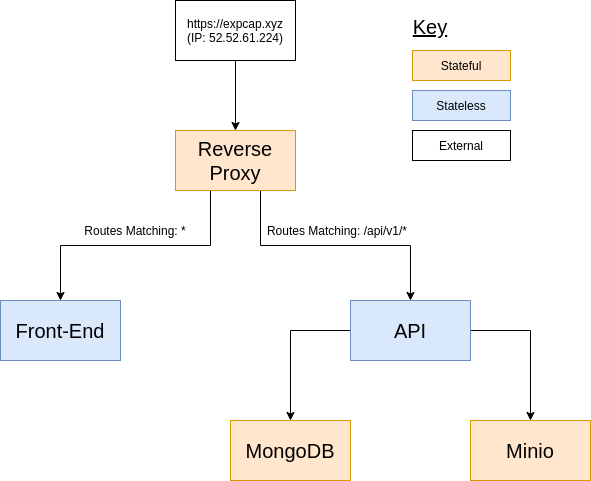 https://expcap.xyz
(IP: 52.52.61.224)
Key
Stateful
Stateless
External
Reverse
Proxy
Routes Matching: *
Routes Matching: /api/v1/*
Front-End
API
MongoDB
Minio